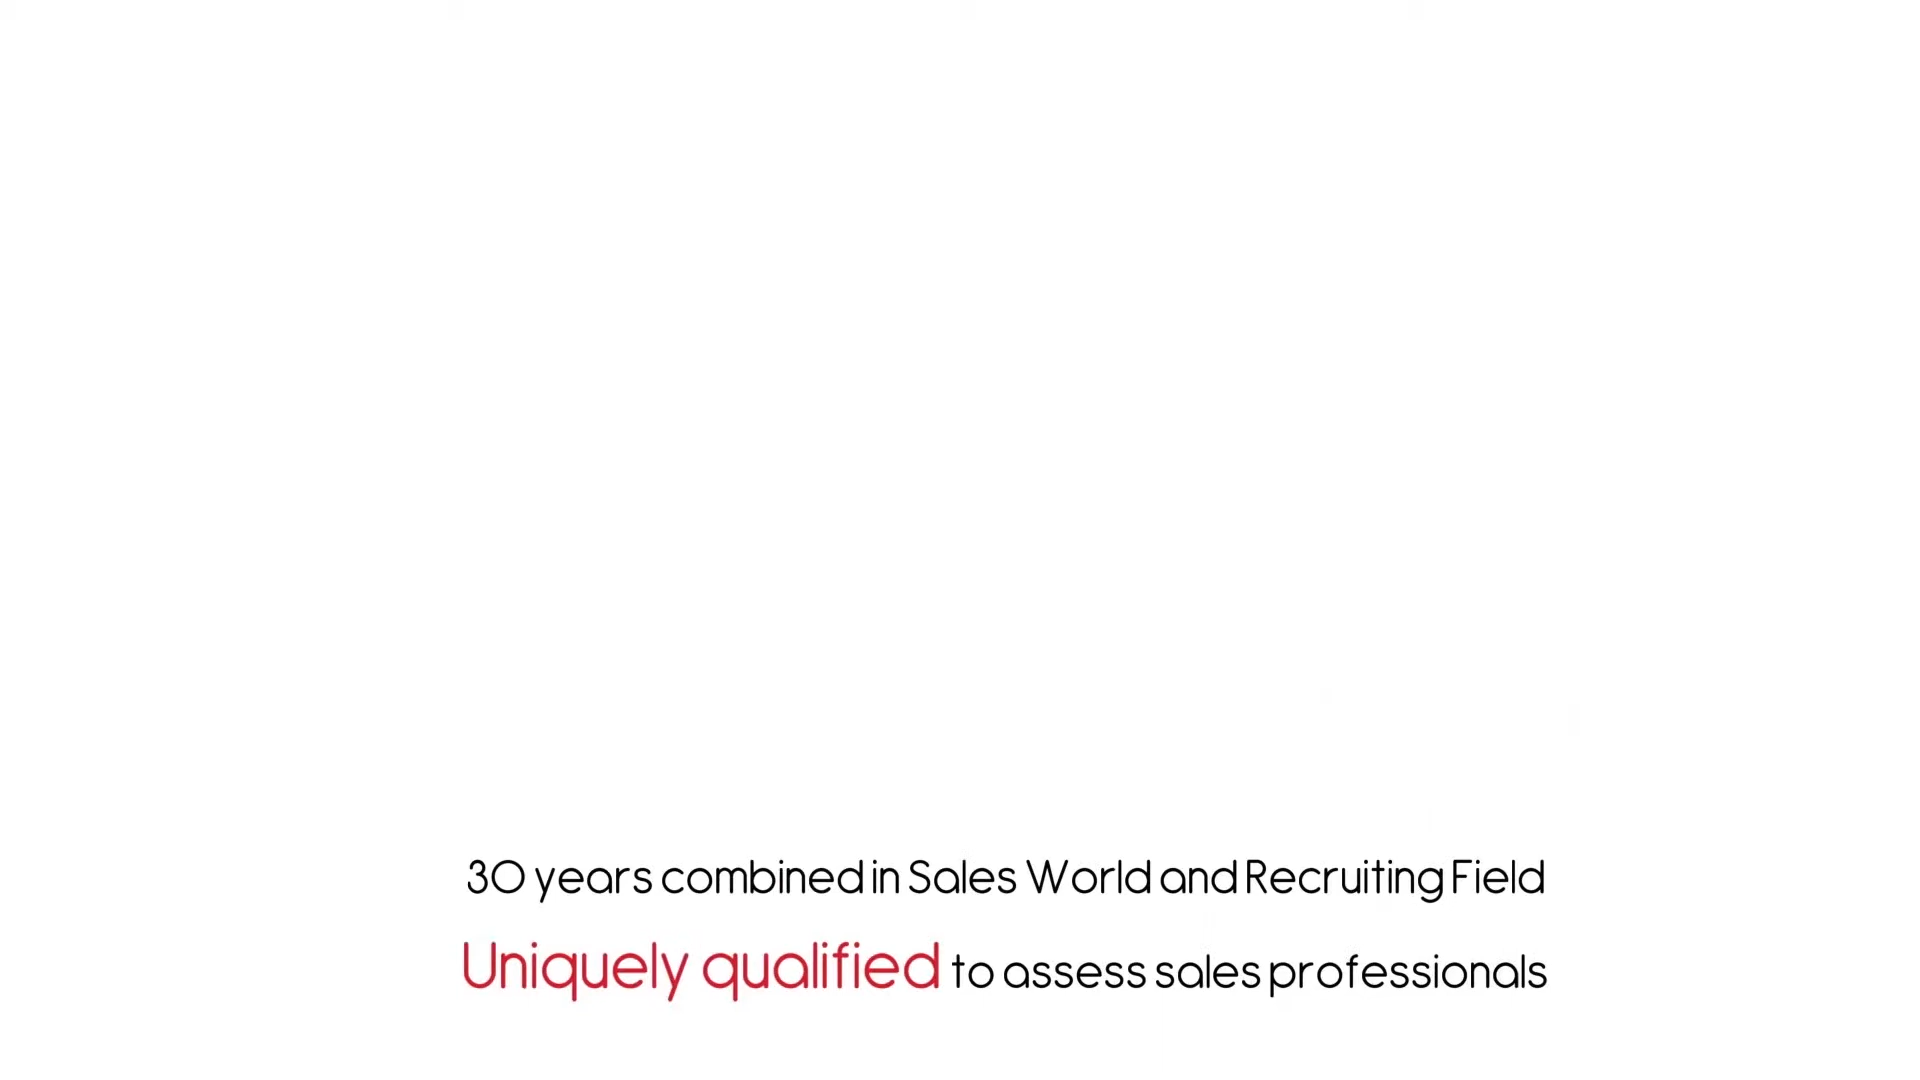 30 years combined in Sales World and Recruiting Field
Uniquely qualified to assess sales professionals